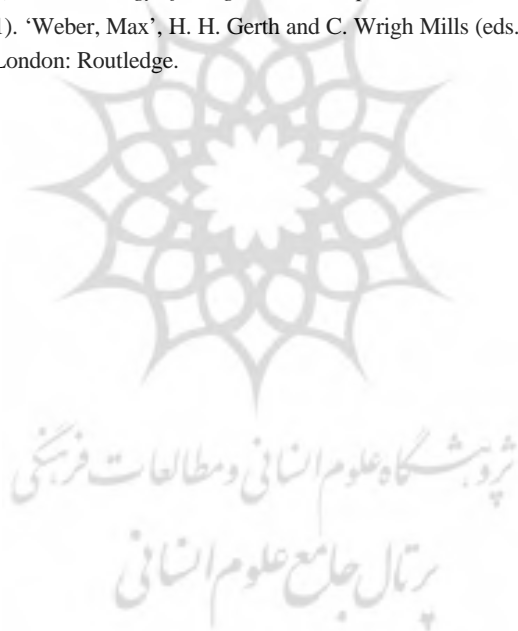 1). ‘Weber, Max’, H. H. Gerth and C. Wrigh Mills (eds.
London: Routledge.
پژوهشگاه علوم انسانی و مطالعات فرهنگی
پرتال جامع علوم انسانی